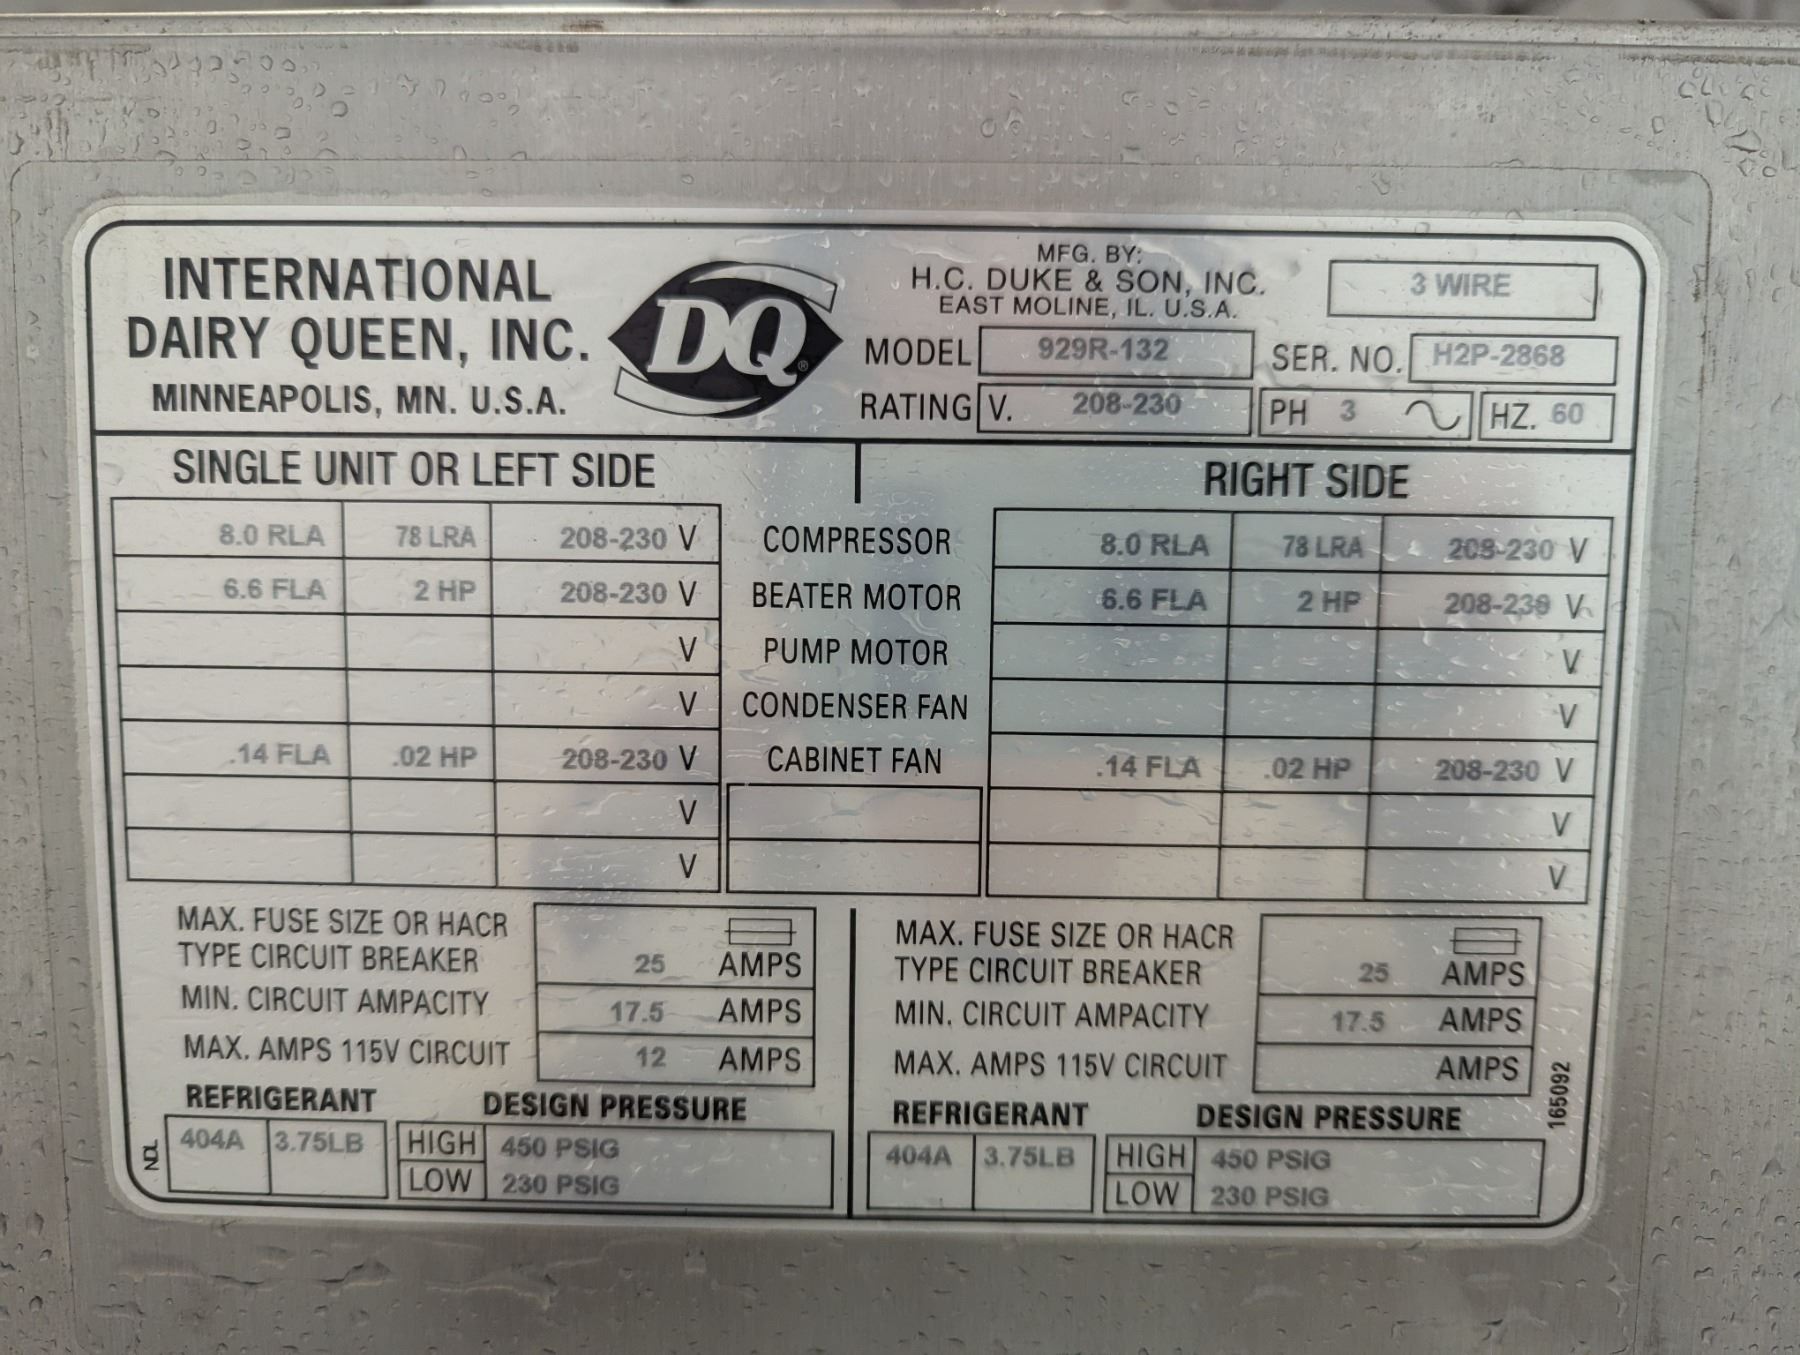 INTERNATIONAL
DAIRY QUEEN, INC.
MINNEAPOLIS, MN. U.S.A.
DQ®
MFG. BY:
H.C. DUKE & SON, INC.
EAST MOLINE, IL. U.S.A.
3 WIRE
MODEL 929R-132 SER. NO. H2P-2868
RATING V. 208-230 PH 3 HZ. 60
SINGLE UNIT OR LEFT SIDE RIGHT SIDE
8.0 RLA 78 LRA 208-230 V COMPRESSOR 8.0 RLA 78 LRA 208-230 V
6.6 FLA 2 HP 208-230 V BEATER MOTOR 6.6 FLA 2 HP 208-230 V
V PUMP MOTOR V
V CONDENSER FAN V
.14 FLA .02 HP 208-230 V CABINET FAN .14 FLA .02 HP 208-230 V
V V
V V
MAX. FUSE SIZE OR HACR
TYPE CIRCUIT BREAKER 25 AMPS
MIN. CIRCUIT AMPACITY 17.5 AMPS
MAX. AMPS 115V CIRCUIT 12 AMPS
REFRIGERANT DESIGN PRESSURE
404A 3.75LB HIGH 450 PSIG
LOW 230 PSIG
NDL
MAX. FUSE SIZE OR HACR
TYPE CIRCUIT BREAKER 25 AMPS
MIN. CIRCUIT AMPACITY 17.5 AMPS
MAX. AMPS 115V CIRCUIT AMPS
REFRIGERANT DESIGN PRESSURE
404A 3.75LB HIGH 450 PSIG
LOW 230 PSIG
165092